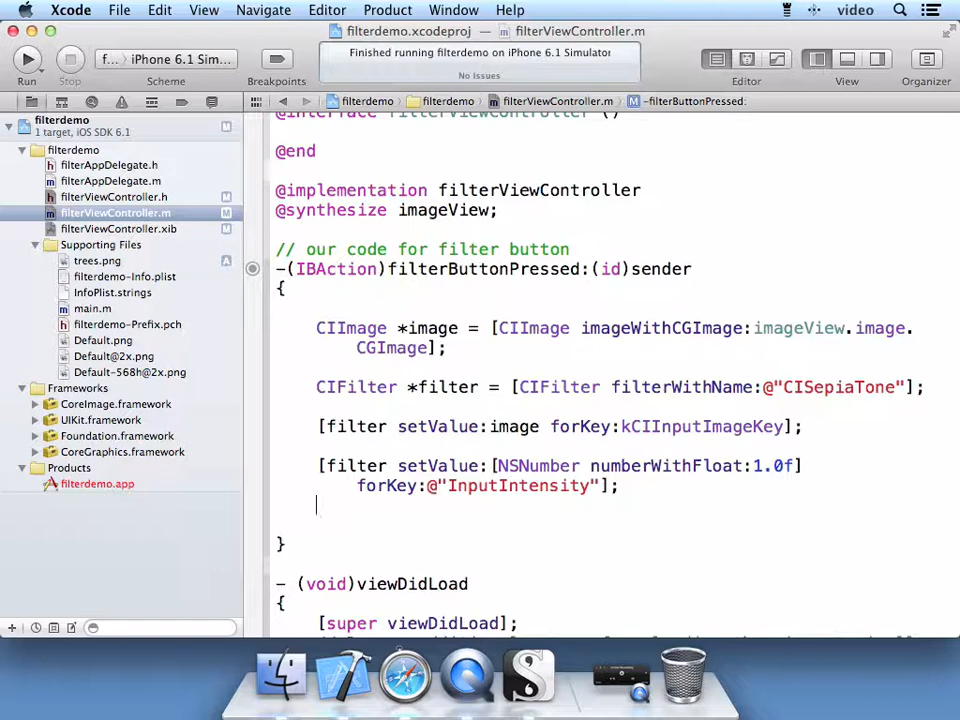 Xcode File Edit View Navigate Editor Product Window Help video
filterdemo.xcodeproj — filterViewController.m
f... iPhone 6.1 Sim... Finished running filterdemo on iPhone 6.1 Simulator
No Issues
Run Stop Scheme Breakpoints Editor View Organizer
filterdemo filterdemo filterViewController.m M -filterButtonPressed:
filterdemo M
1 target, iOS SDK 6.1
filterdemo
h filterAppDelegate.h
m filterAppDelegate.m
h filterViewController.h M
m filterViewController.m M
filterViewController.xib M
Supporting Files
trees.png A
filterdemo-Info.plist
InfoPlist.strings
m main.m
h filterdemo-Prefix.pch
Default.png
Default@2x.png
Default-568h@2x.png
Frameworks
CoreImage.framework
UIKit.framework
Foundation.framework
CoreGraphics.framework
Products
filterdemo.app
@interface filterViewController ()
@end
@implementation filterViewController
@synthesize imageView;
// our code for filter button
-(IBAction)filterButtonPressed:(id)sender
{
CIImage *image = [CIImage imageWithCGImage:imageView.image.
CGImage];
CIFilter *filter = [CIFilter filterWithName:@"CISepiaTone"];
[filter setValue:image forKey:kCIInputImageKey];
[filter setValue:[NSNumber numberWithFloat:1.0f]
forKey:@"InputIntensity"];
}
- (void)viewDidLoad
{
[super viewDidLoad];